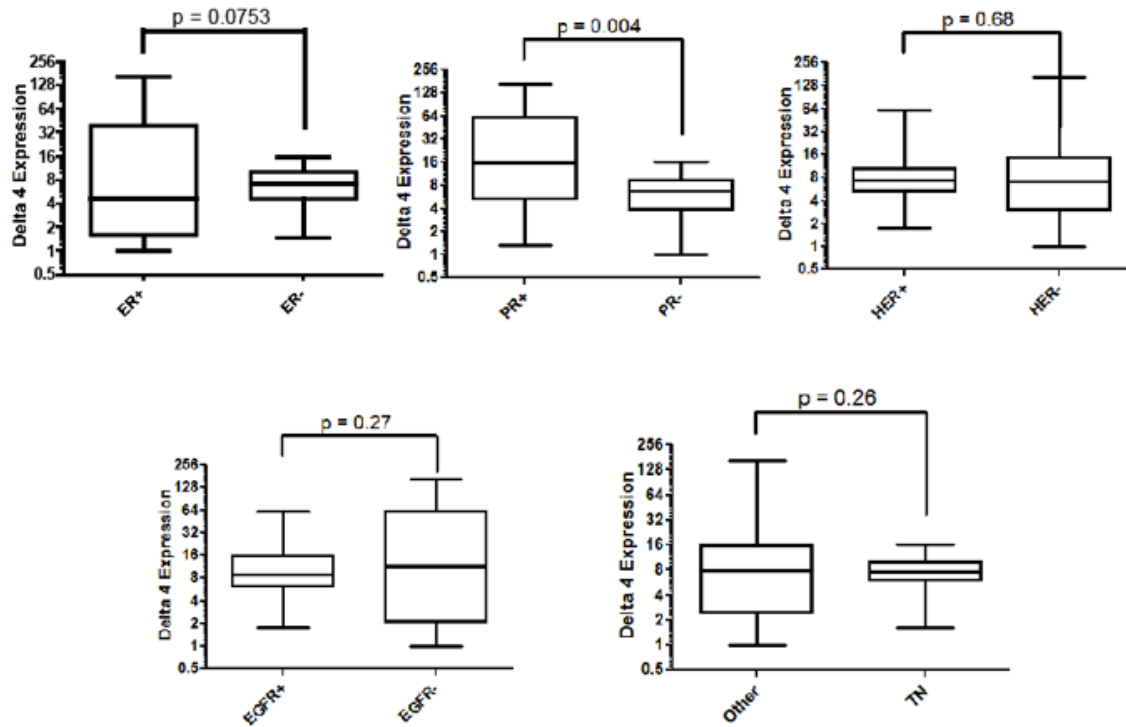 p = 0.0753
Delta 4 Expression
256
128
64
32
16
8
4
2
1
0.5
ER+
ER-
p = 0.004
Delta 4 Expression
256
128
64
32
16
8
4
2
1
0.5
PR+
PR-
p = 0.68
Delta 4 Expression
256
128
64
32
16
8
4
2
1
0.5
HER+
HER-
p = 0.27
Delta 4 Expression
256
128
64
32
16
8
4
2
1
0.5
EGFR+
EGFR-
p = 0.26
Delta 4 Expression
256
128
64
32
16
8
4
2
1
0.5
Other
TN